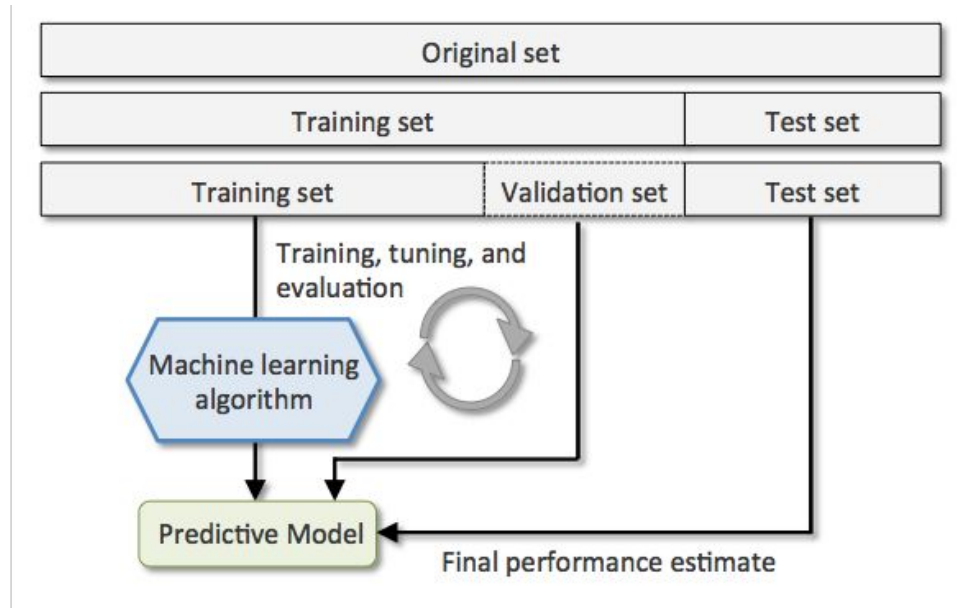 Original set
Training set Test set
Training set Validation set Test set
Training, tuning, and
evaluation
Machine learning
algorithm
Predictive Model
Final performance estimate